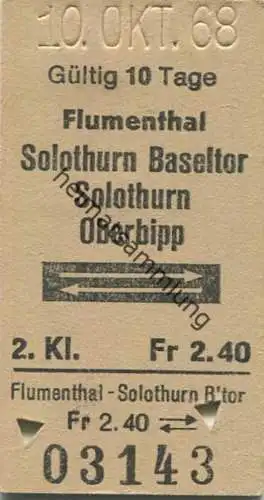 10. OKT. 68
Gültig 10 Tage
Flumenthal
Solothurn Baseltor
Solothurn
Oberbipp
heimatsammlung
2. Kl. Fr 2.40
Flumenthal - Solothurn B'tor
Fr 2.40
03143